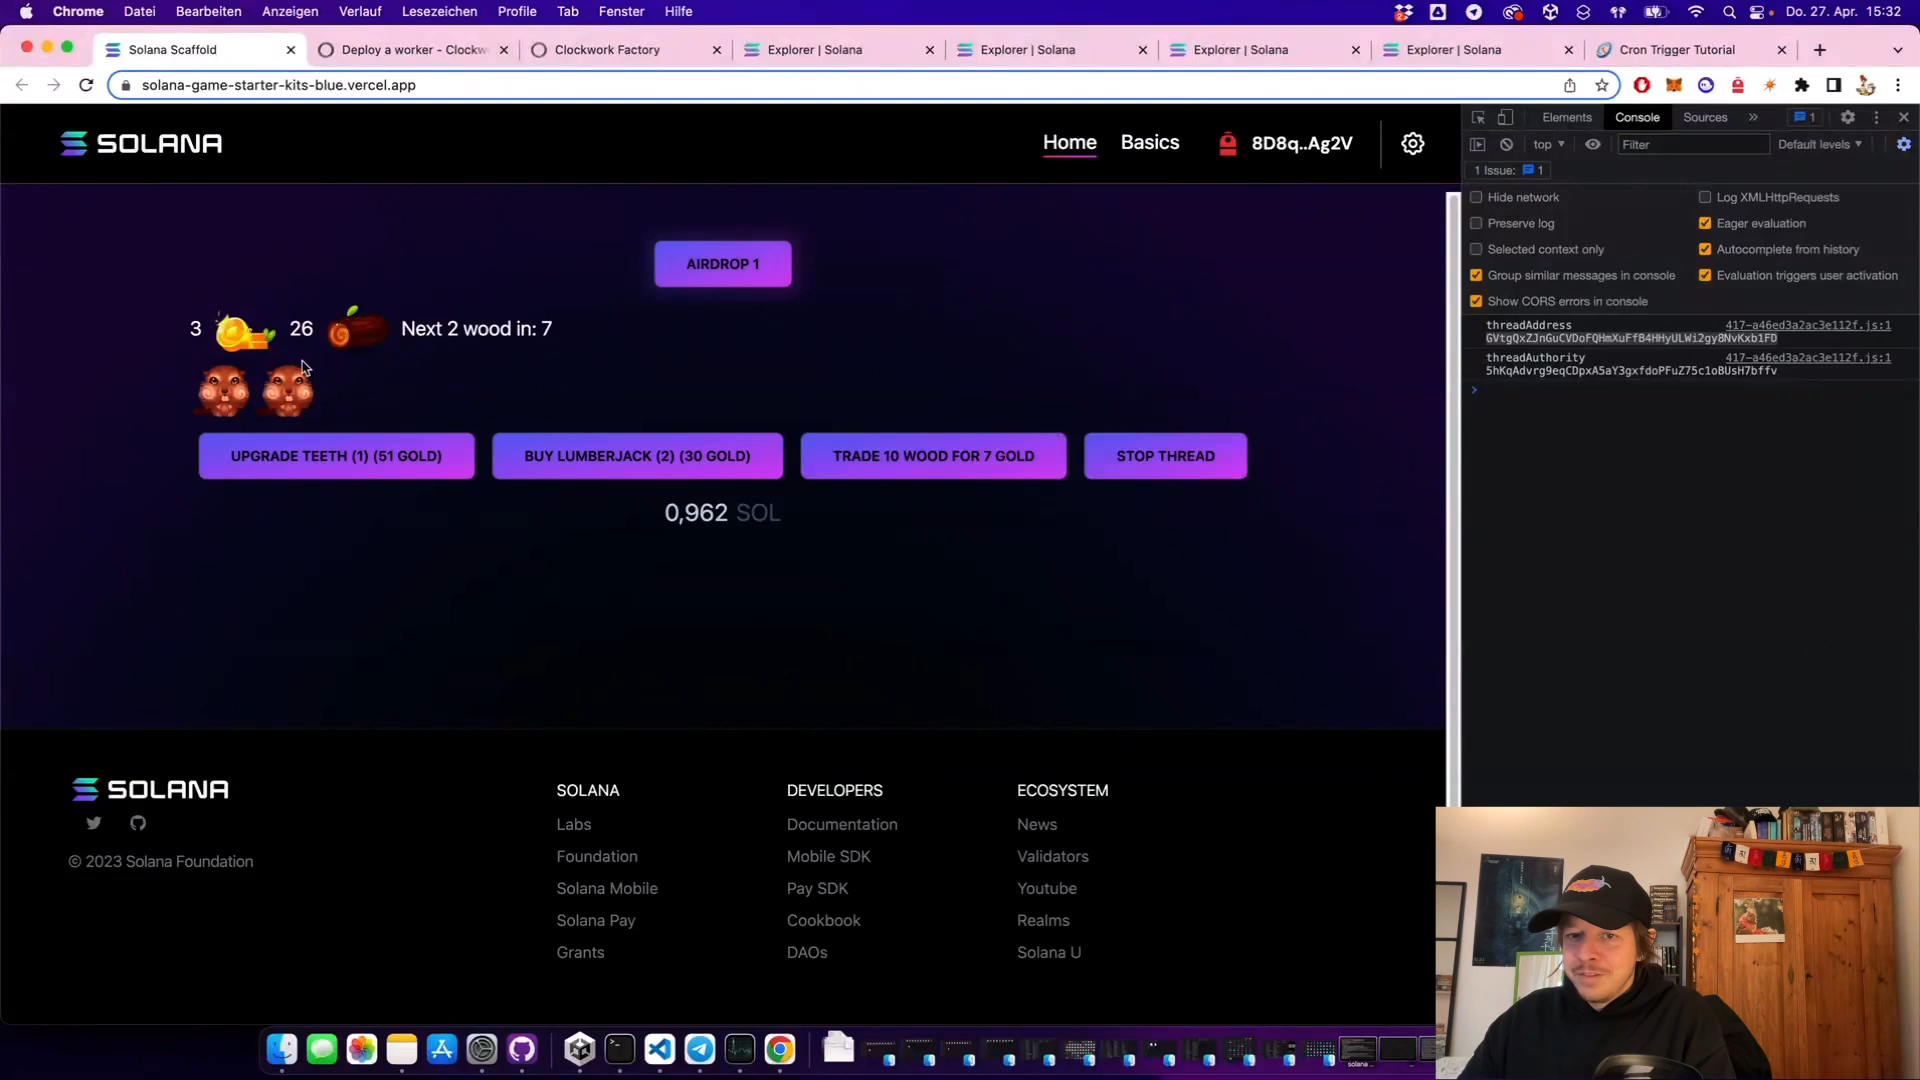 Chrome Datei Bearbeiten Anzeigen Verlauf Lesezeichen Profile Tab Fenster Hilfe Do. 27. Apr. 15:32
Solana Scaffold Deploy a worker - Clockw Clockwork Factory Explorer | Solana Explorer | Solana Explorer | Solana Explorer | Solana Cron Trigger Tutorial
solana-game-starter-kits-blue.vercel.app
SOLANA Home Basics 8D8q..Ag2V
Elements Console Sources 1
top Filter Default levels
1 Issue: 1
Hide network Log XMLHttpRequests
Preserve log Eager evaluation
Selected context only Autocomplete from history
Group similar messages in console Evaluation triggers user activation
Show CORS errors in console
threadAddress 417-a46ed3a2ac3e112f.js:1
GVtgQxZJnGuCVDoFQHmXuFfB4HHyULWi2gy8NvKxb1FD
threadAuthority 417-a46ed3a2ac3e112f.js:1
5hKqAdvrg9eqCDpxA5aY3gxfdoPFuZ75c1oBUsH7bffv
AIRDROP 1
3 26 Next 2 wood in: 7
UPGRADE TEETH (1) (51 GOLD) BUY LUMBERJACK (2) (30 GOLD) TRADE 10 WOOD FOR 7 GOLD STOP THREAD
0,962 SOL
SOLANA
© 2023 Solana Foundation
SOLANA
Labs
Foundation
Solana Mobile
Solana Pay
Grants
DEVELOPERS
Documentation
Mobile SDK
Pay SDK
Cookbook
DAOs
ECOSYSTEM
News
Validators
Youtube
Realms
Solana U